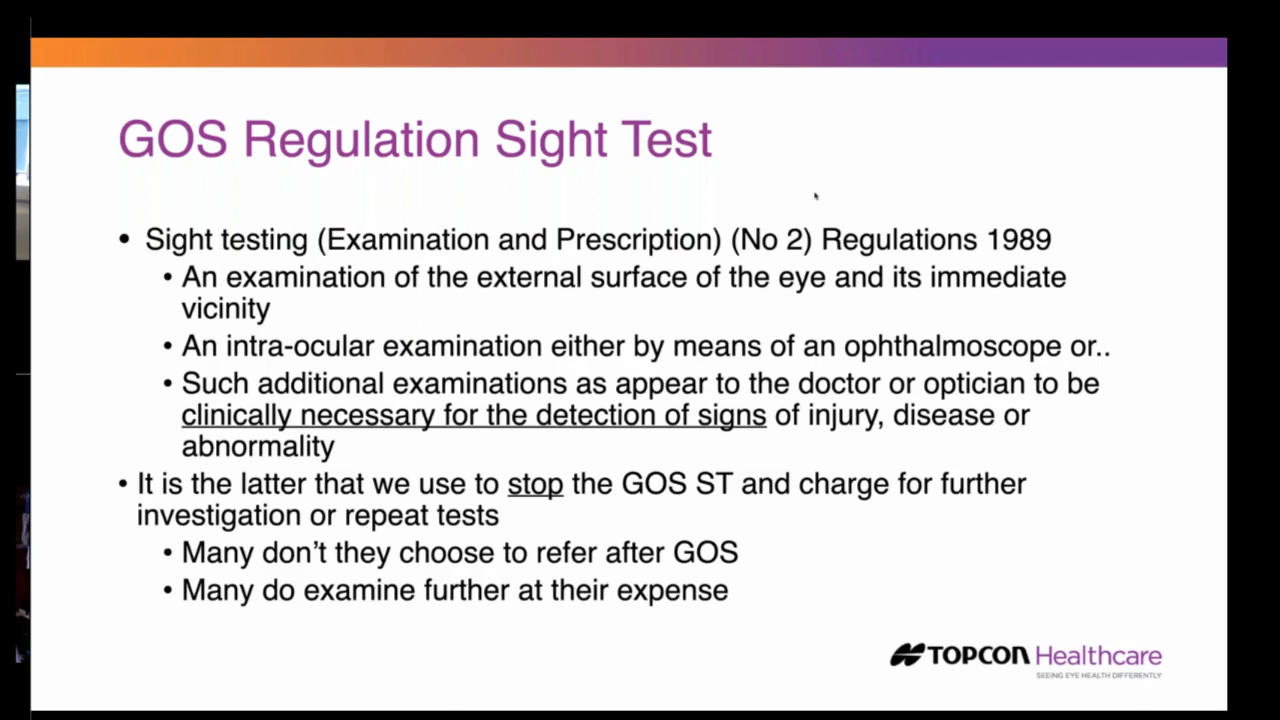 GOS Regulation Sight Test
• Sight testing (Examination and Prescription) (No 2) Regulations 1989
• An examination of the external surface of the eye and its immediate
vicinity
• An intra-ocular examination either by means of an ophthalmoscope or..
• Such additional examinations as appear to the doctor or optician to be
clinically necessary for the detection of signs of injury, disease or
abnormality
• It is the latter that we use to stop the GOS ST and charge for further
investigation or repeat tests
• Many don't they choose to refer after GOS
• Many do examine further at their expense
TOPCON Healthcare
SEEING EYE HEALTH DIFFERENTLY